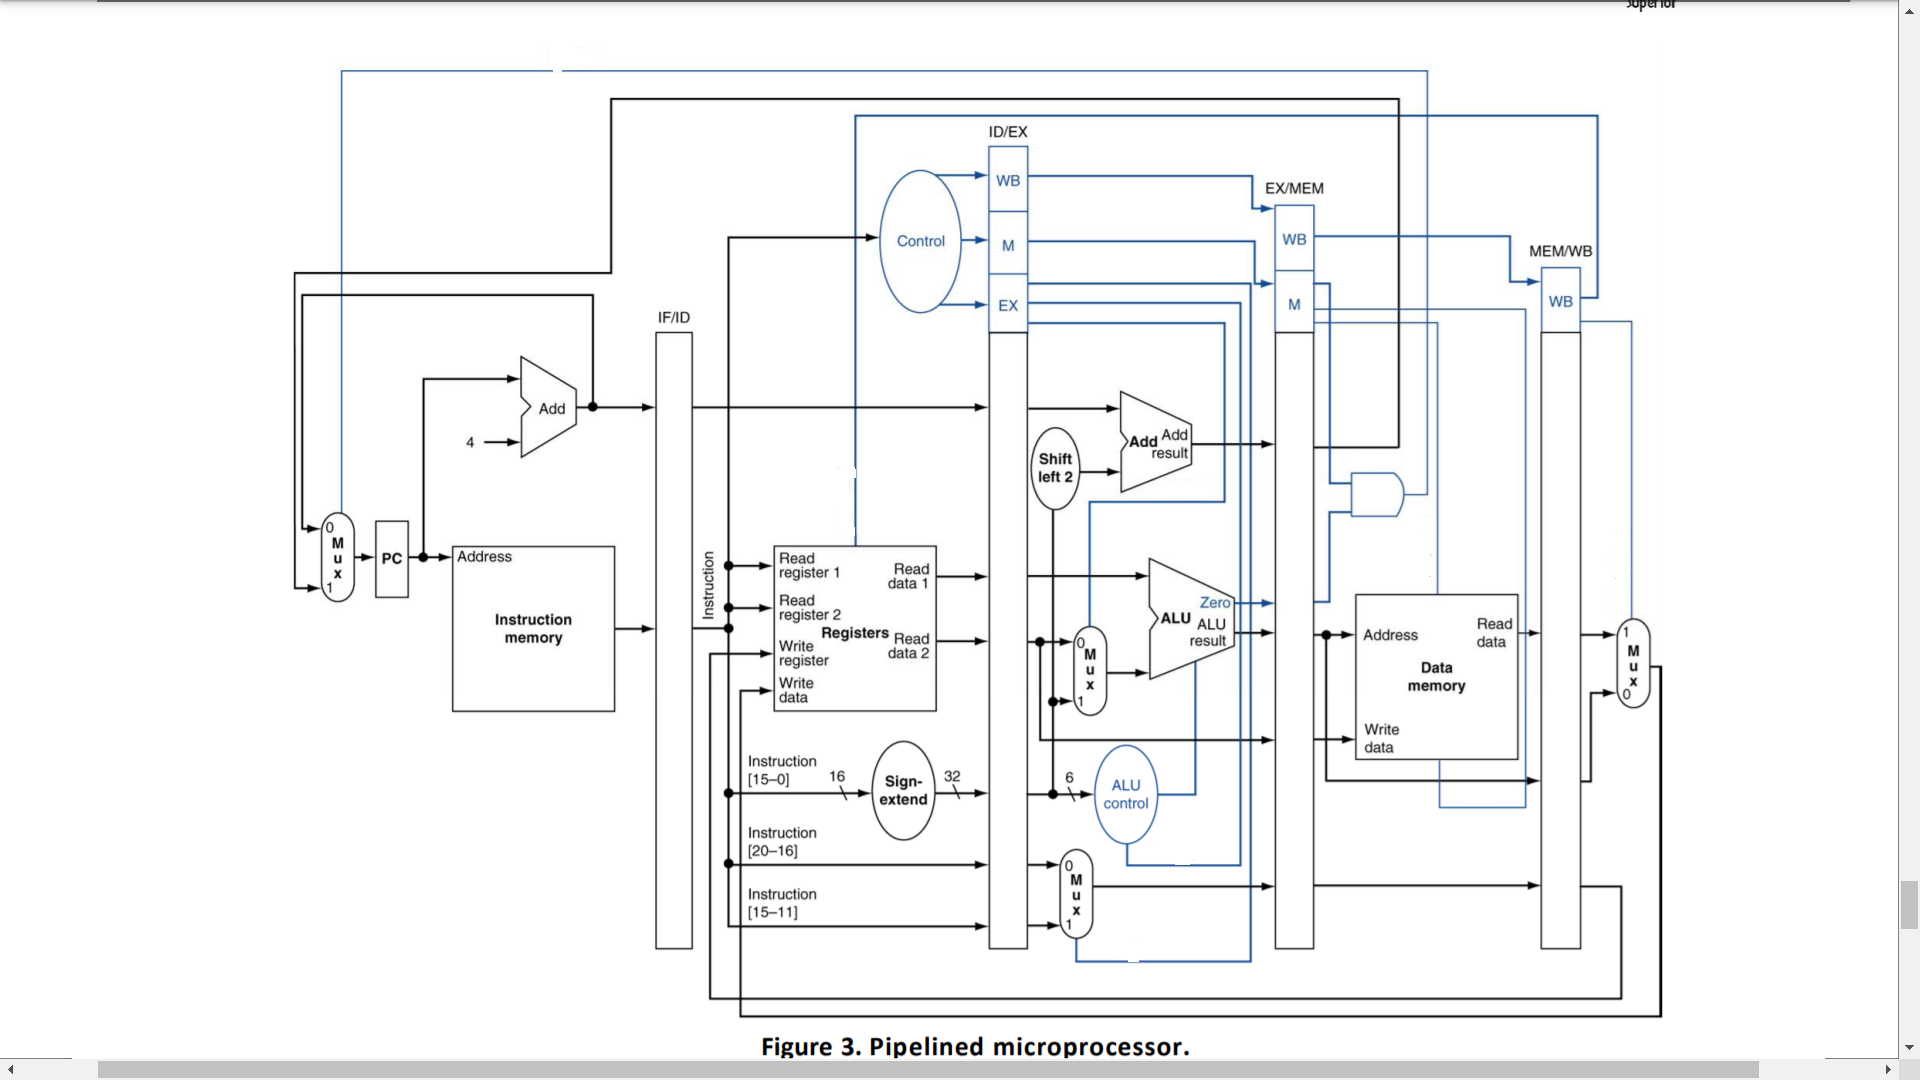 Superior
ID/EX
WB
EX/MEM
Control
M
WB
MEM/WB
EX
M
WB
IF/ID
Add
4
Shift
left 2
Add
Add
result
0
M
u
x
1
PC
Address
Instruction
memory
Instruction
Read
register 1
Read
register 2
Write
register
Write
data
Registers
Read
data 1
Read
data 2
0
M
u
x
1
Zero
ALU
ALU
result
Address
Read
data
Data
memory
Write
data
1
M
u
x
0
Instruction
[15–0]
16
Sign-
extend
32
6
ALU
control
Instruction
[20–16]
Instruction
[15–11]
0
M
u
x
1
Figure 3. Pipelined microprocessor.